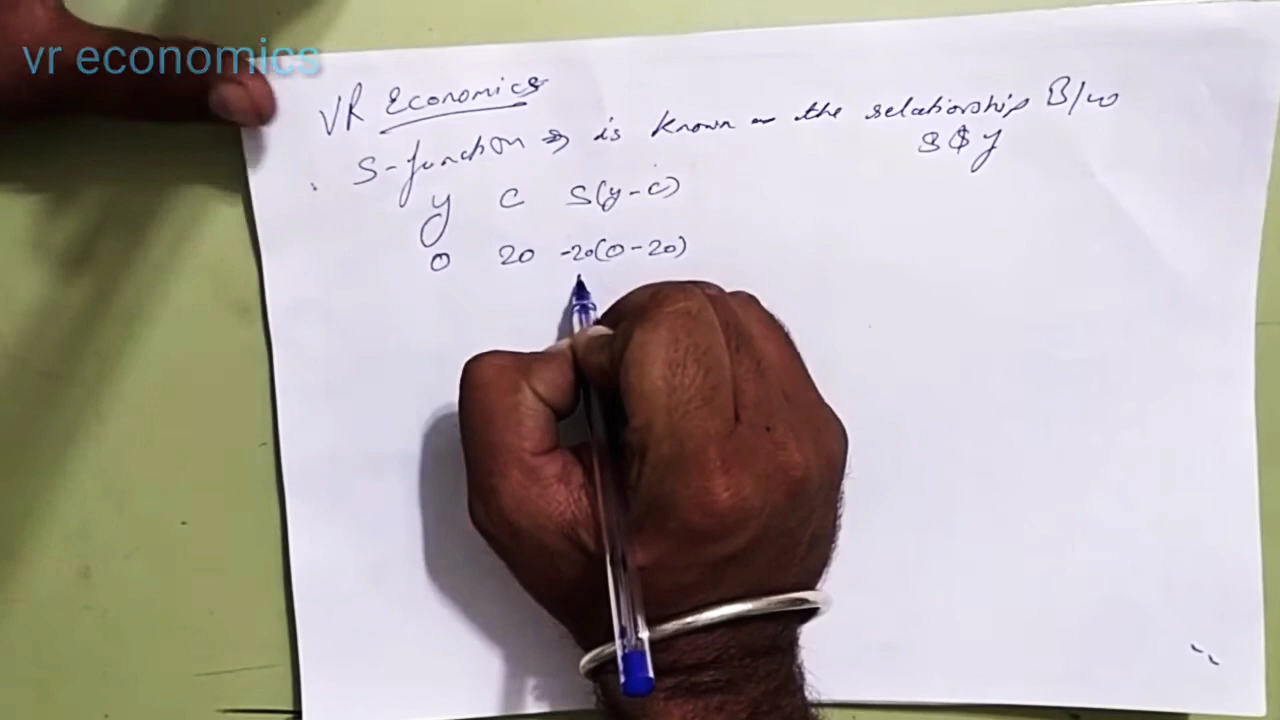 vr economics
VR Economics
S-function ⇒ is known as the relationship B/w
S & y
y C S(y-C)
0 20 -20(0-20)